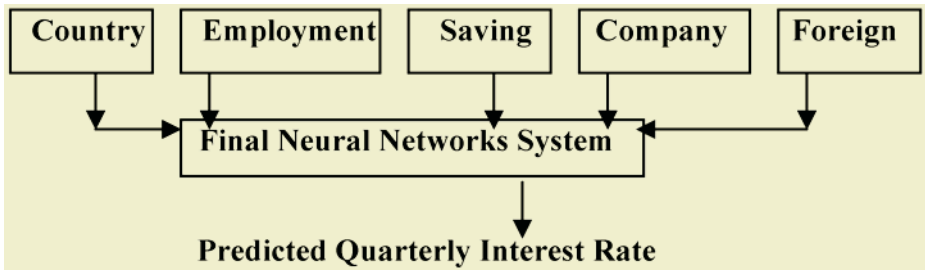 Country Employment Saving Company Foreign
Final Neural Networks System
Predicted Quarterly Interest Rate